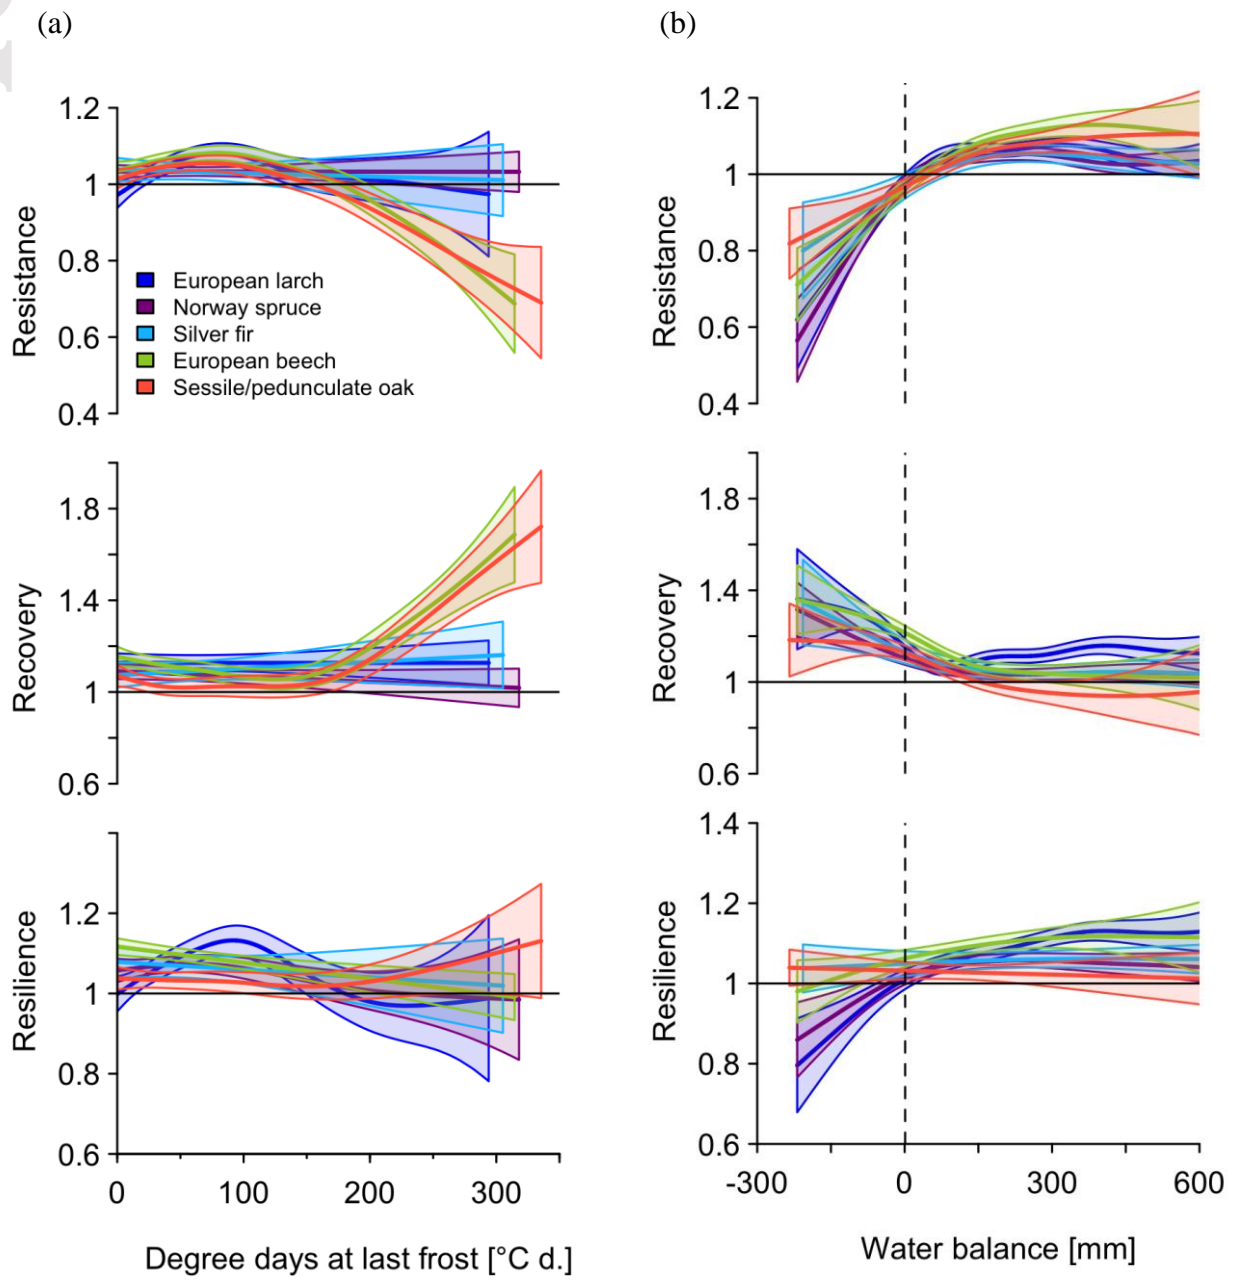 (a)
(b)
1.2
1
0.8
0.6
0.4
Resistance
European larch
Norway spruce
Silver fir
European beech
Sessile/pedunculate oak
1.2
1
0.8
0.6
0.4
Resistance
1.8
1.4
1
0.6
Recovery
1.8
1.4
1
0.6
Recovery
1.2
1
0.8
0.6
Resilience
0 100 200 300
Degree days at last frost [°C d.]
1.4
1.2
1
0.8
0.6
Resilience
-300 0 300 600
Water balance [mm]